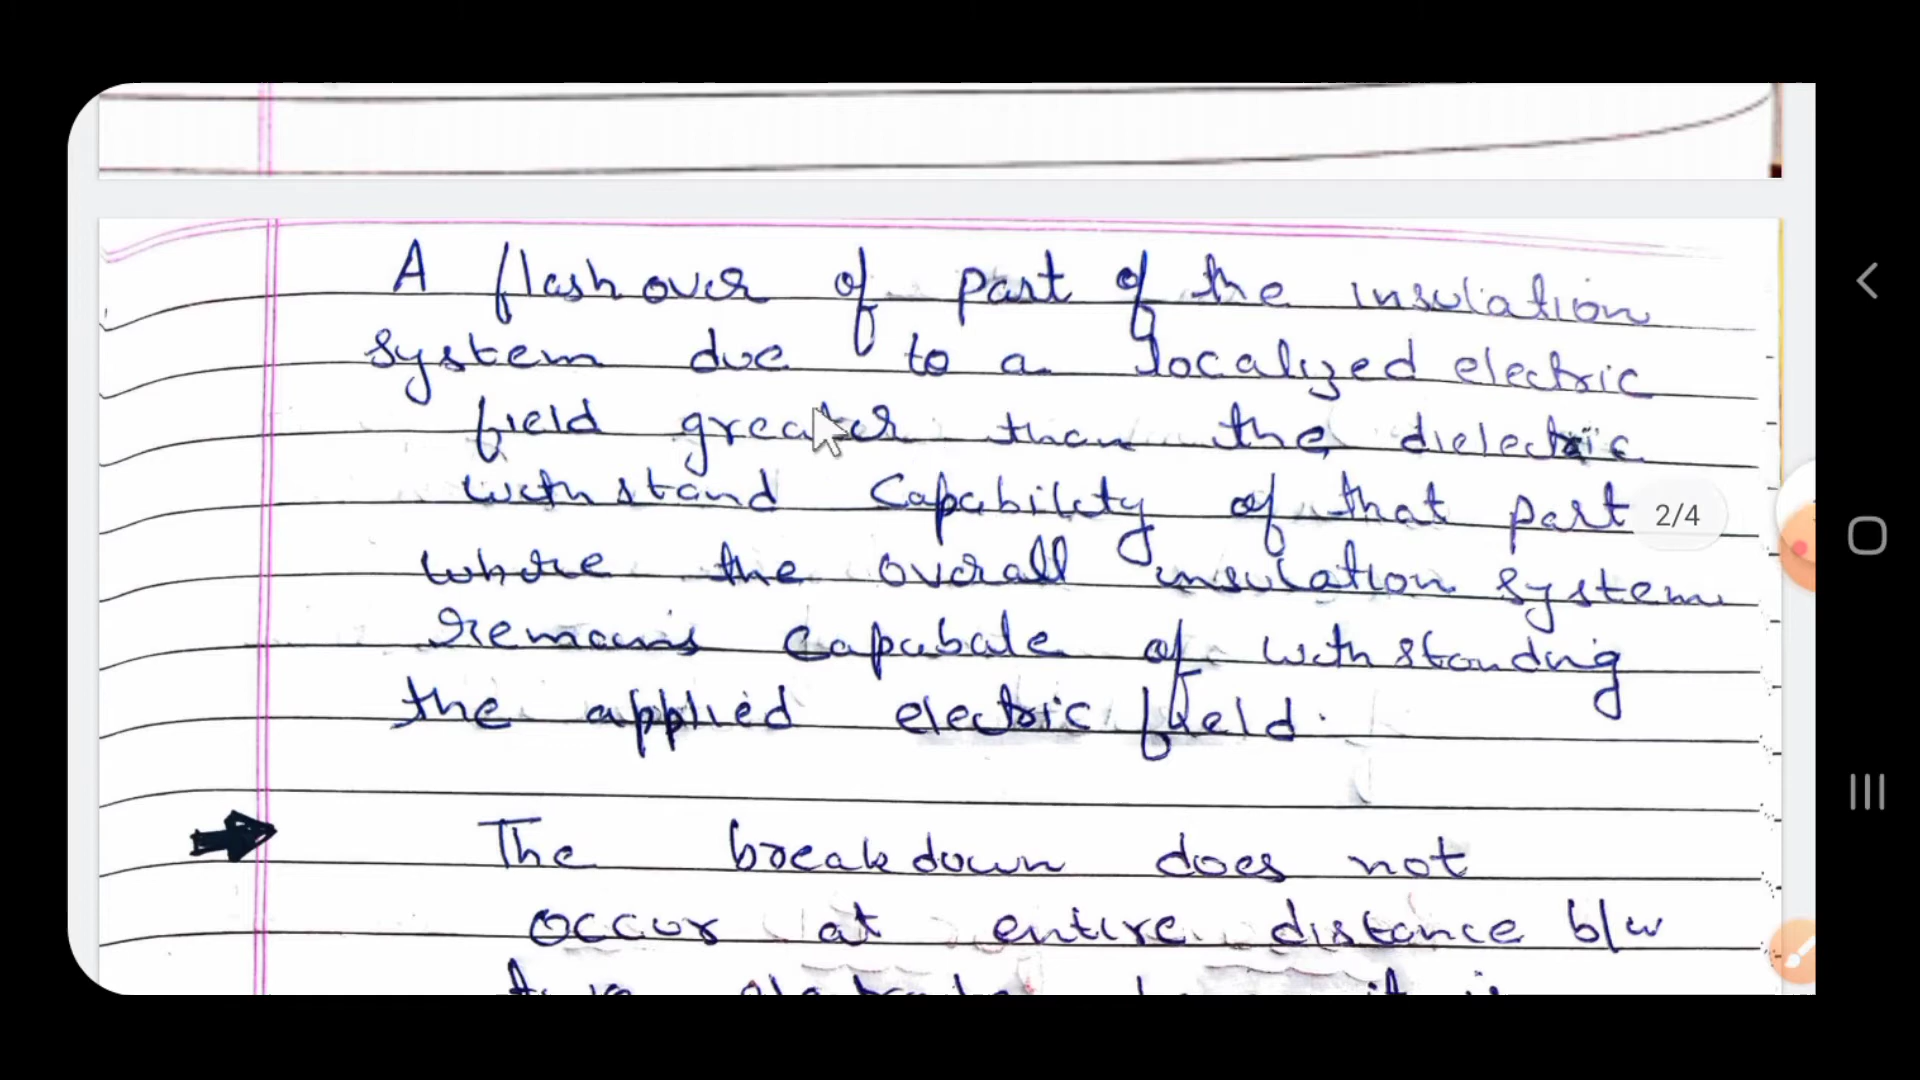 A flashover of part of the insulation
system due to a localized electric
field greater than the dielectric
withstand capability of that part
2/4
where the overall insulation system
remains capabale of withstanding
the applied electric field.
The breakdown does not
occur at entire distance b/w